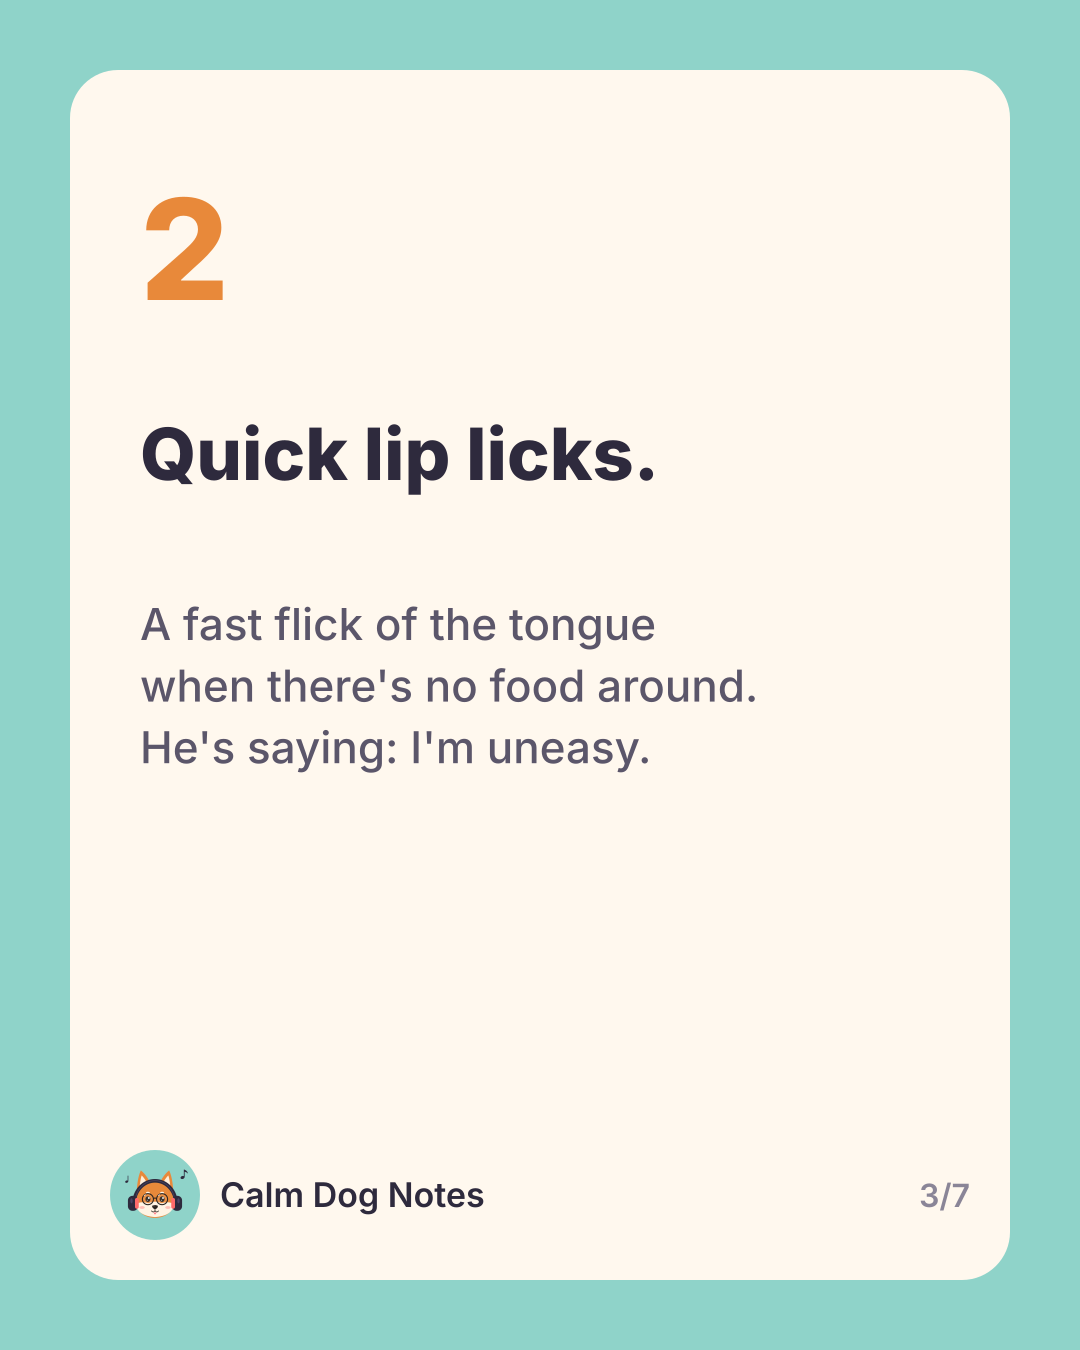 2
Quick lip licks.
A fast flick of the tongue
when there's no food around.
He's saying: I'm uneasy.
Calm Dog Notes
3/7